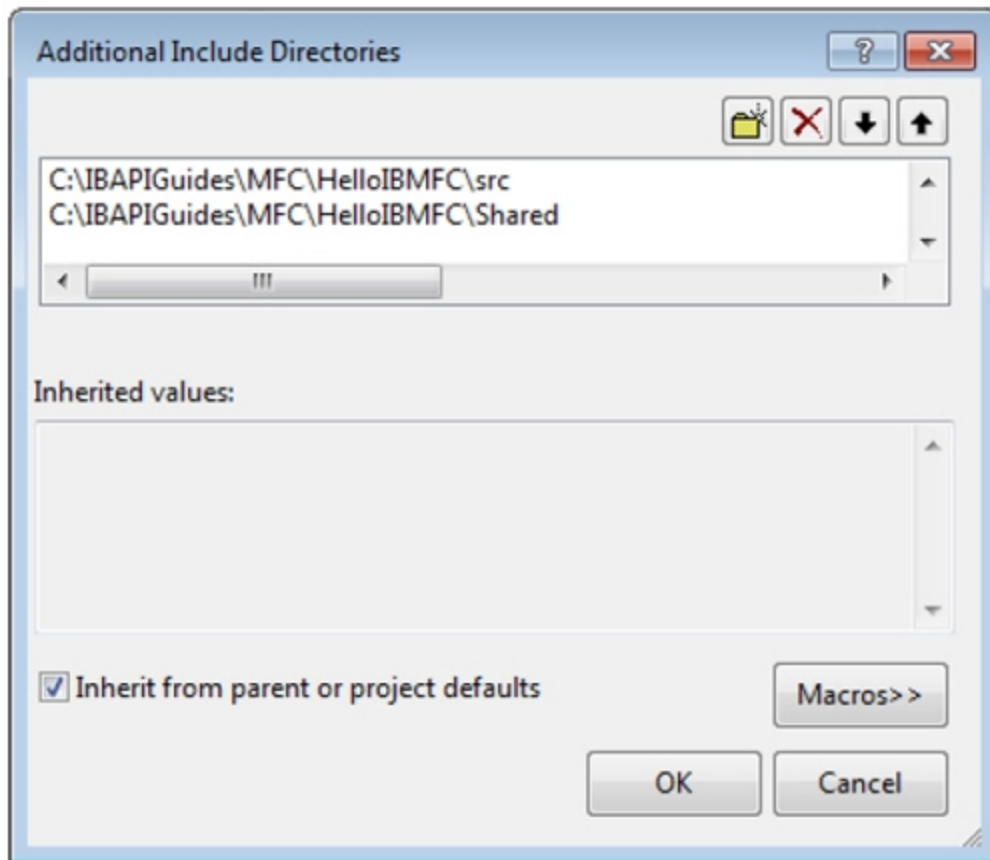 Additional Include Directories
C:\IBAPIGuides\MFC\HelloIBMFC\src
C:\IBAPIGuides\MFC\HelloIBMFC\Shared
Inherited values:
Inherit from parent or project defaults
Macros>>
OK
Cancel